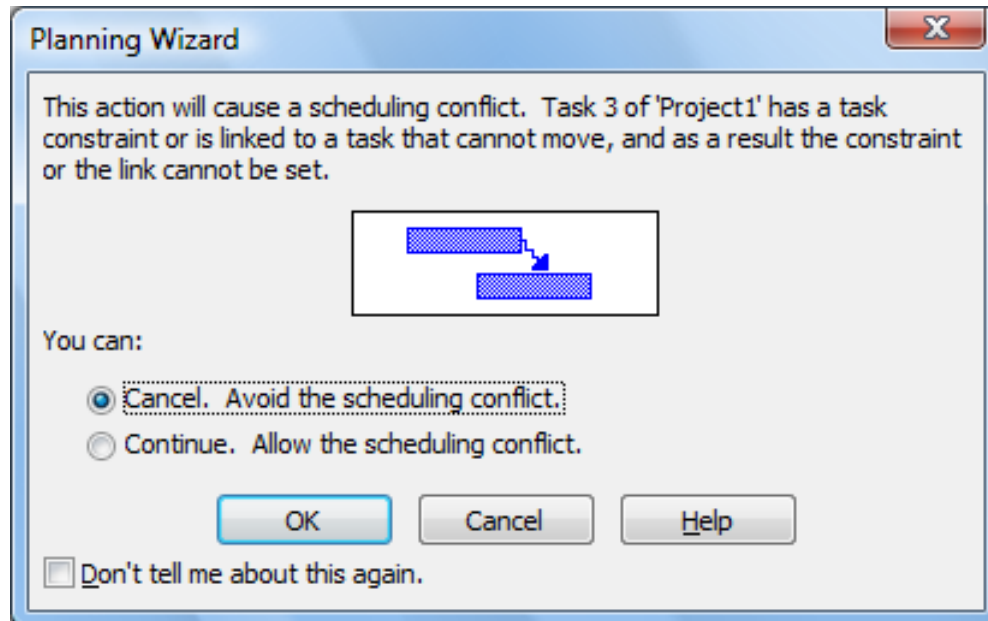 Planning Wizard
This action will cause a scheduling conflict.  Task 3 of 'Project1' has a task
constraint or is linked to a task that cannot move, and as a result the constraint
or the link cannot be set.
You can:
Cancel.  Avoid the scheduling conflict.
Continue.  Allow the scheduling conflict.
OK Cancel Help
Don't tell me about this again.